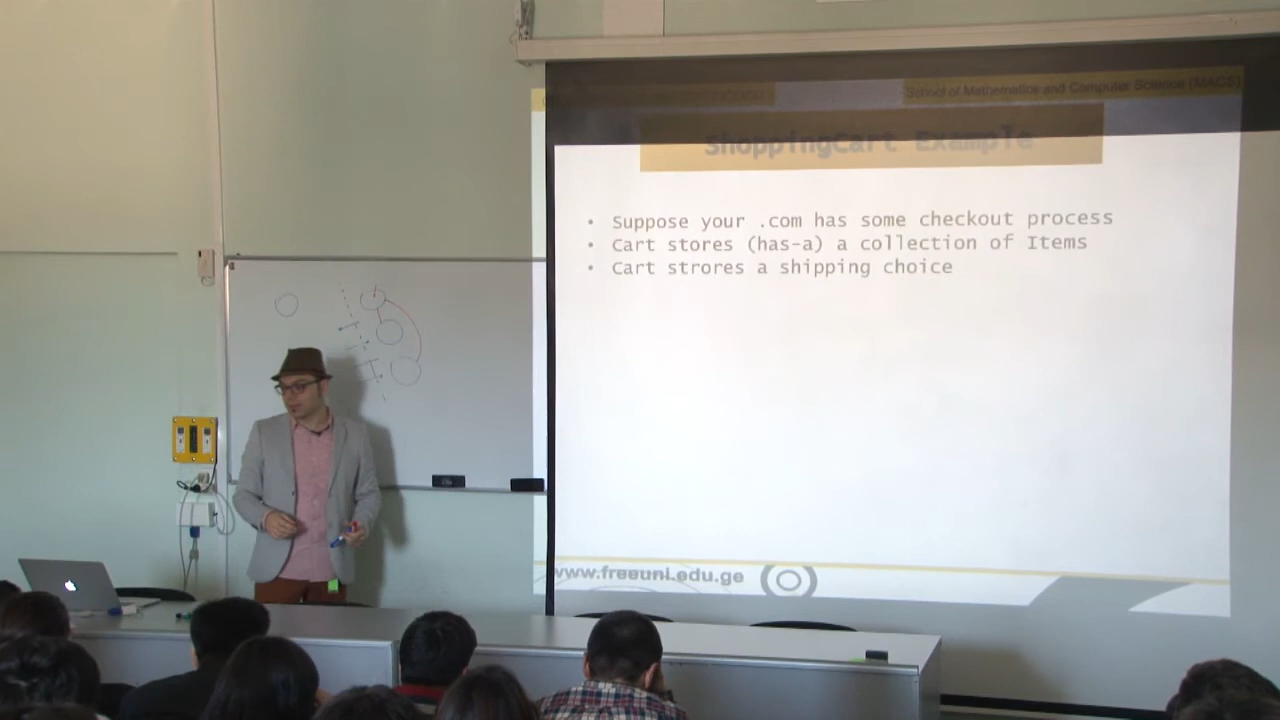 School of Mathematics and Computer Science (MACS)
ShoppingCart Example
• Suppose your .com has some checkout process
• Cart stores (has-a) a collection of Items
• Cart strores a shipping choice
www.freeuni.edu.ge